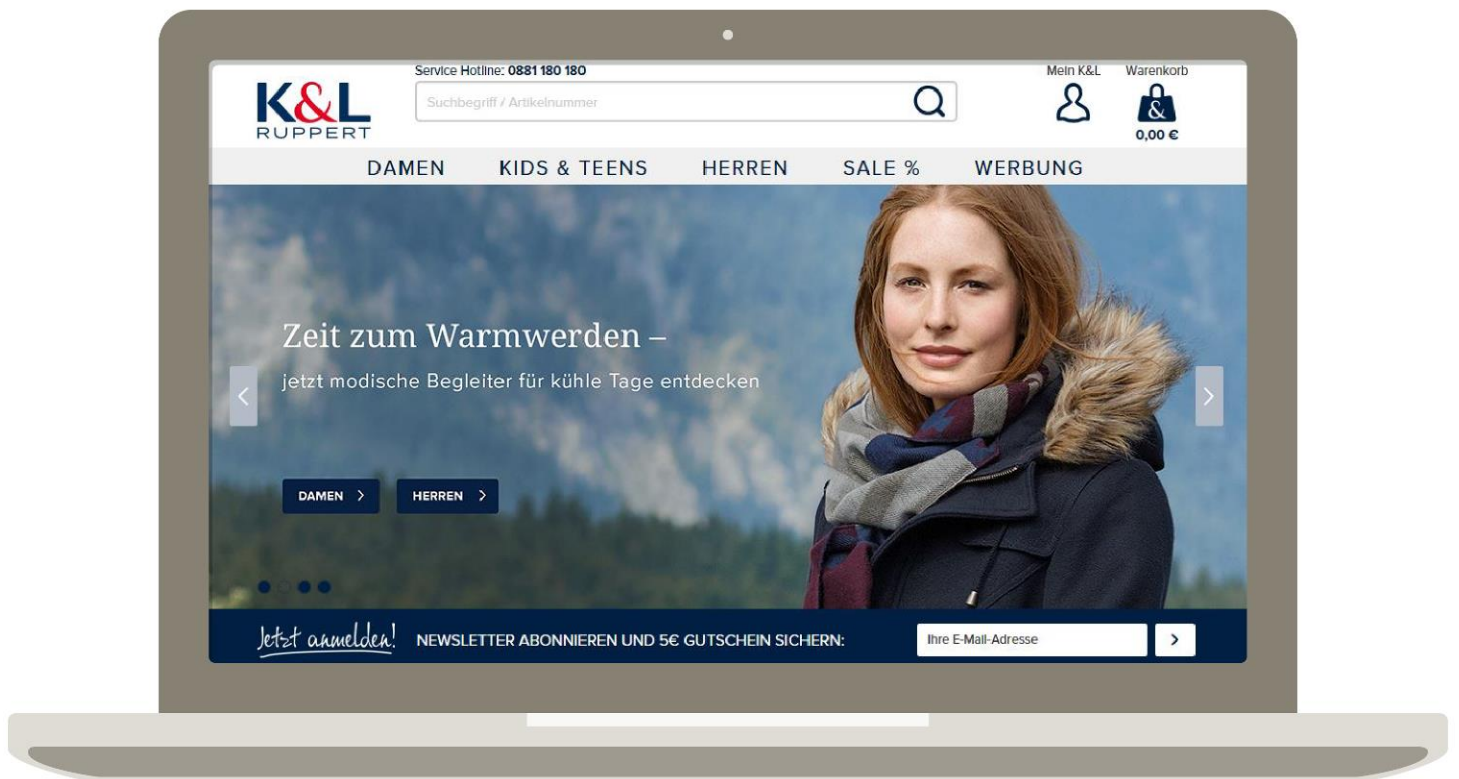 Service Hotline: 0881 180 180
Mein K&L
Warenkorb
K&L
RUPPERT
Suchbegriff / Artikelnummer
&
0,00 €
DAMEN KIDS & TEENS HERREN SALE % WERBUNG
Zeit zum Warmwerden –
jetzt modische Begleiter für kühle Tage entdecken
DAMEN >
HERREN >
Jetzt anmelden! NEWSLETTER ABONNIEREN UND 5€ GUTSCHEIN SICHERN:
Ihre E-Mail-Adresse